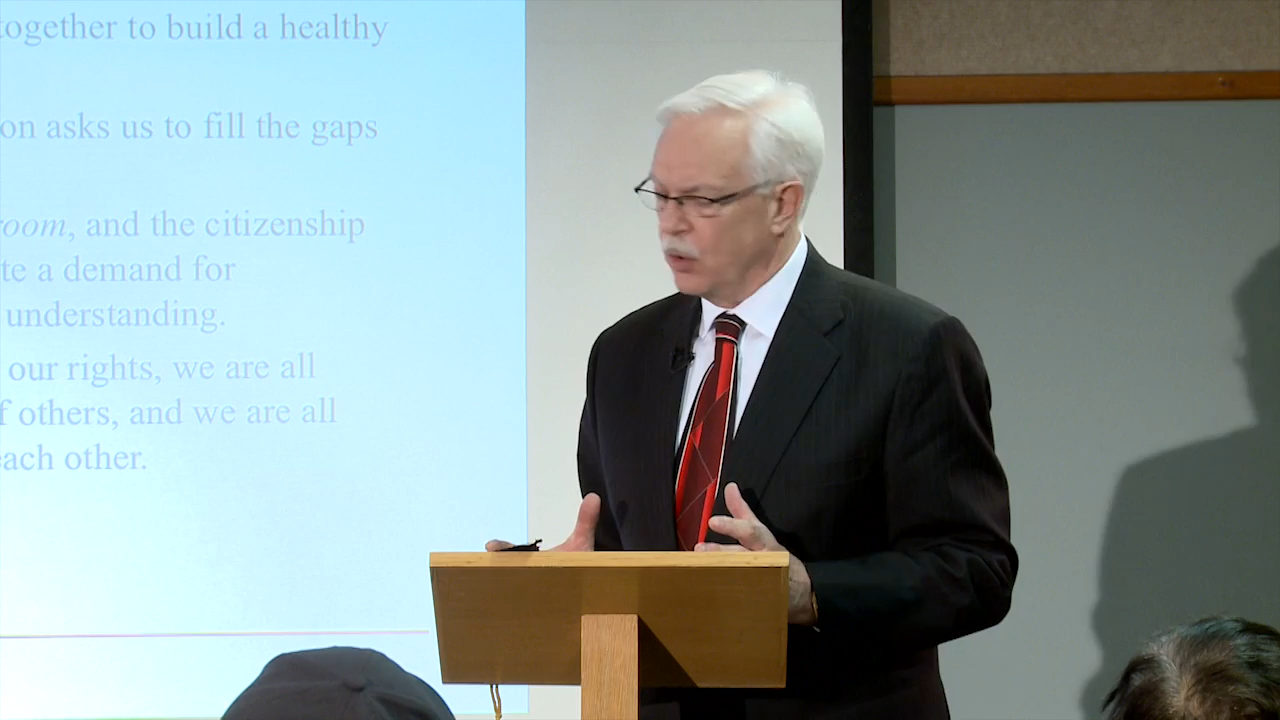 together to build a healthy
on asks us to fill the gaps
room, and the citizenship
te a demand for
understanding.
our rights, we are all
f others, and we are all
each other.